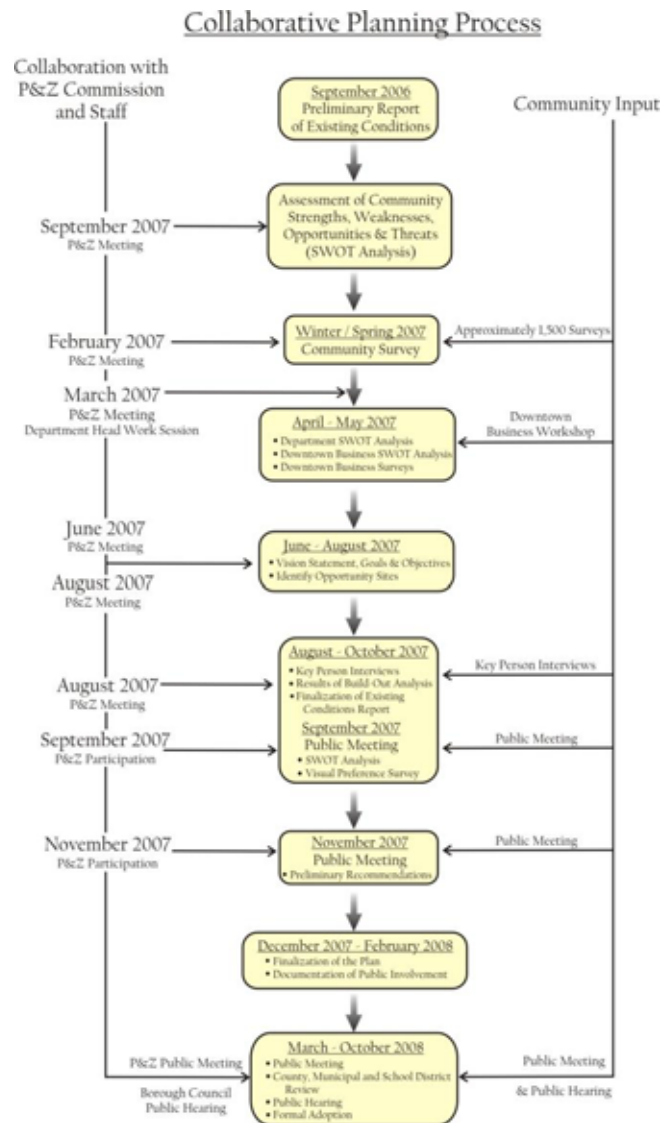 Collaborative Planning Process
Collaboration with
P&Z Commission
and Staff
Community Input
September 2006
Preliminary Report
of Existing Conditions
September 2007
P&Z Meeting
Assessment of Community
Strengths, Weaknesses,
Opportunities & Threats
(SWOT Analysis)
February 2007
P&Z Meeting
Winter / Spring 2007
Community Survey
Approximately 1,500 Surveys
March 2007
P&Z Meeting
Department Head Work Session
April - May 2007
• Department SWOT Analysis
• Downtown Business SWOT Analysis
• Downtown Business Surveys
Downtown
Business Workshop
June 2007
P&Z Meeting
August 2007
P&Z Meeting
June - August 2007
• Vision Statement, Goals & Objectives
• Identify Opportunity Sites
August 2007
P&Z Meeting
August - October 2007
• Key Person Interviews
• Results of Build-Out Analysis
• Finalization of Existing
Conditions Report
Key Person Interviews
September 2007
P&Z Participation
September 2007
Public Meeting
• SWOT Analysis
• Visual Preference Survey
Public Meeting
November 2007
P&Z Participation
November 2007
Public Meeting
• Preliminary Recommendations
Public Meeting
December 2007 - February 2008
• Finalization of the Plan
• Documentation of Public Involvement
P&Z Public Meeting
Borough Council
Public Hearing
March - October 2008
• Public Meeting
• County, Municipal and School District
Review
• Public Hearing
• Formal Adoption
Public Meeting
& Public Hearing